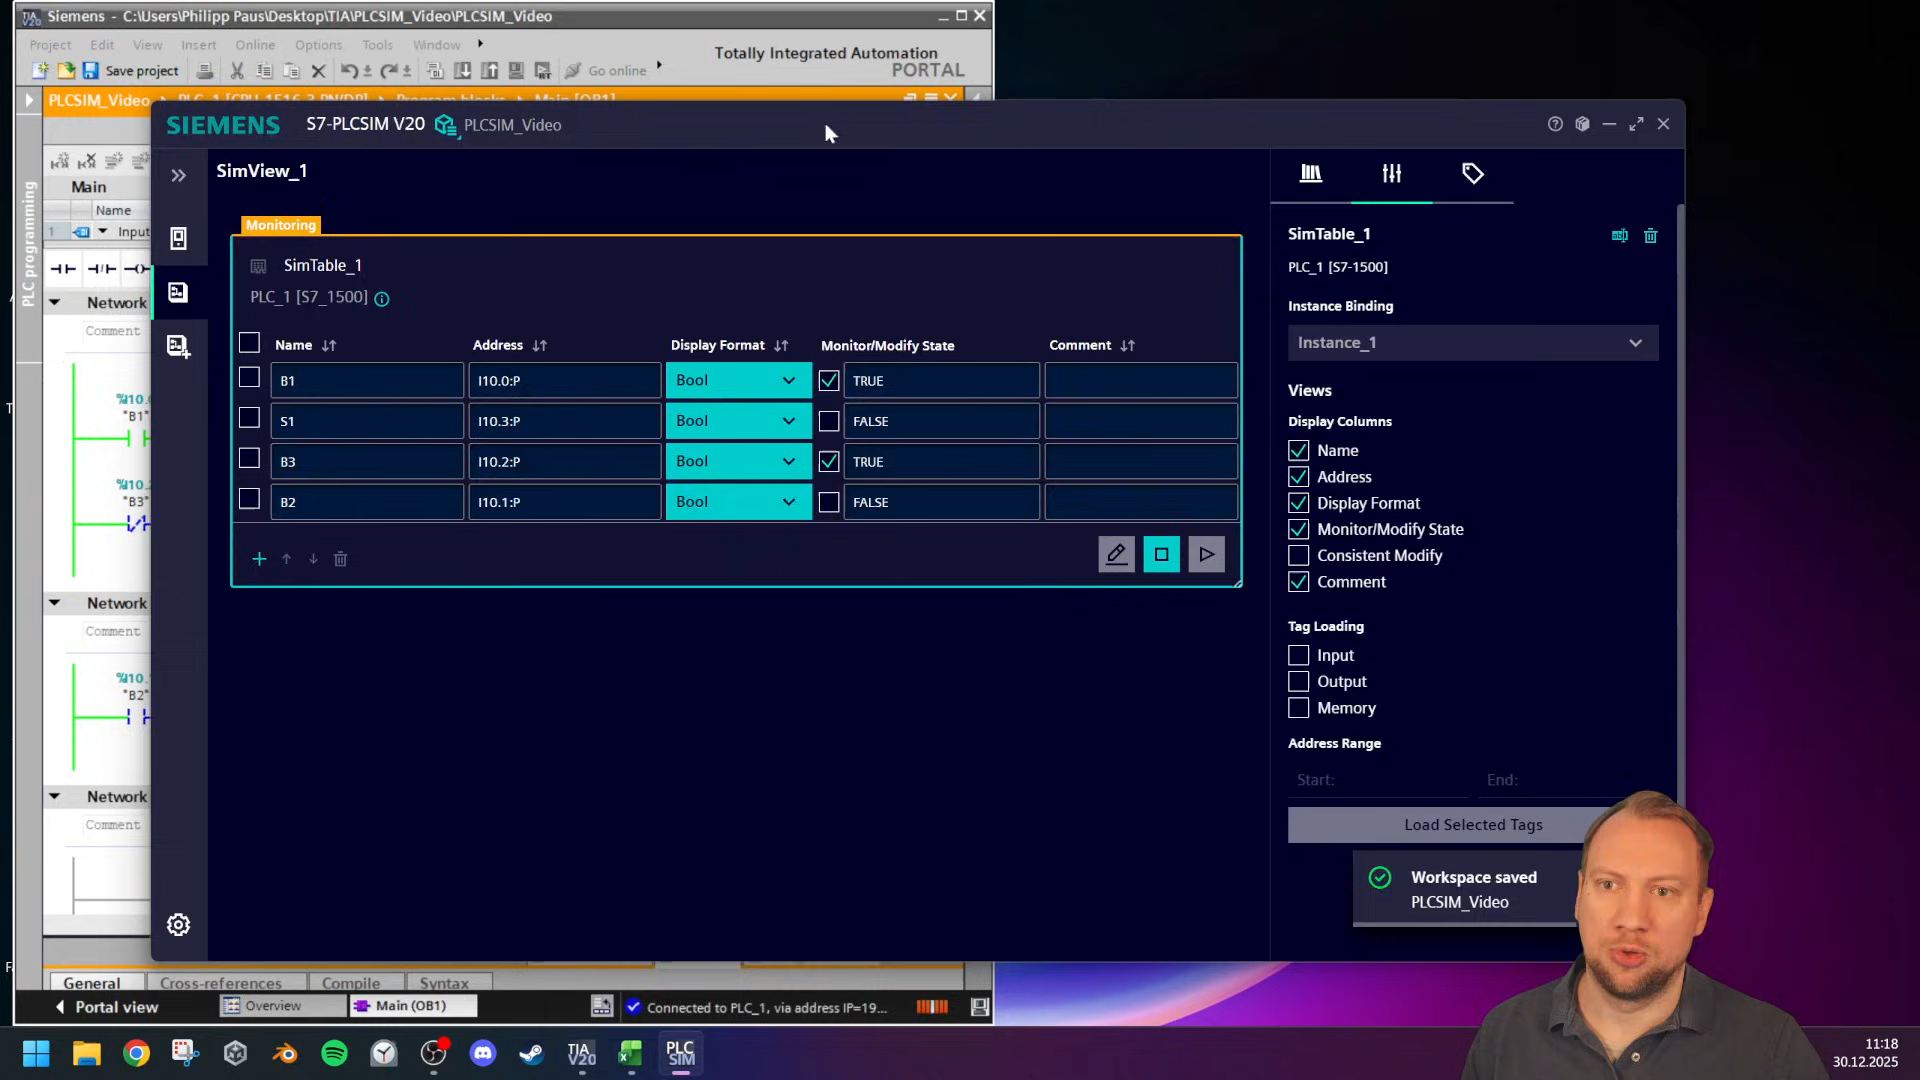 Siemens - C:\Users\Philipp Paus\Desktop\TIA\PLCSIM_Video\PLCSIM_Video
Project Edit View Insert Online Options Tools Window
Totally Integrated Automation
PORTAL
Save project
Go online
PLCSIM_Video
SIEMENS S7-PLCSIM V20 PLCSIM_Video
SimView_1
PLC programming
Main
Name
1 Input
Network
Comment
%I10.
"B1"
%I10.
"B3"
Network
Comment
%I10.
"B2"
Network
Comment
Monitoring
SimTable_1
PLC_1 [S7_1500]
Name Address Display Format Monitor/Modify State Comment
B1 I10.0:P Bool TRUE
S1 I10.3:P Bool FALSE
B3 I10.2:P Bool TRUE
B2 I10.1:P Bool FALSE
SimTable_1
PLC_1 [S7-1500]
Instance Binding
Instance_1
Views
Display Columns
Name
Address
Display Format
Monitor/Modify State
Consistent Modify
Comment
Tag Loading
Input
Output
Memory
Address Range
Start: End:
Load Selected Tags
Workspace saved
PLCSIM_Video
General Cross-references Compile Syntax
Portal view Overview Main (OB1) Connected to PLC_1, via address IP=19...
TIA
V20
PLC
SIM
11:18
30.12.2025